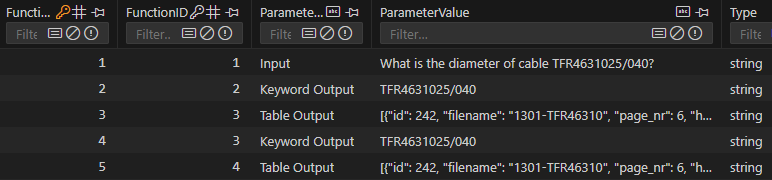 Functi... FunctionID Paramete... ParameterValue Type
Filte Filter... Filte Filter... Filte
1 1 Input What is the diameter of cable TFR4631025/040? string
2 2 Keyword Output TFR4631025/040 string
3 3 Table Output [{"id": 242, "filename": "1301-TFR46310", "page_nr": 6, "h... string
4 3 Keyword Output TFR4631025/040 string
5 4 Table Output [{"id": 242, "filename": "1301-TFR46310", "page_nr": 6, "h... string